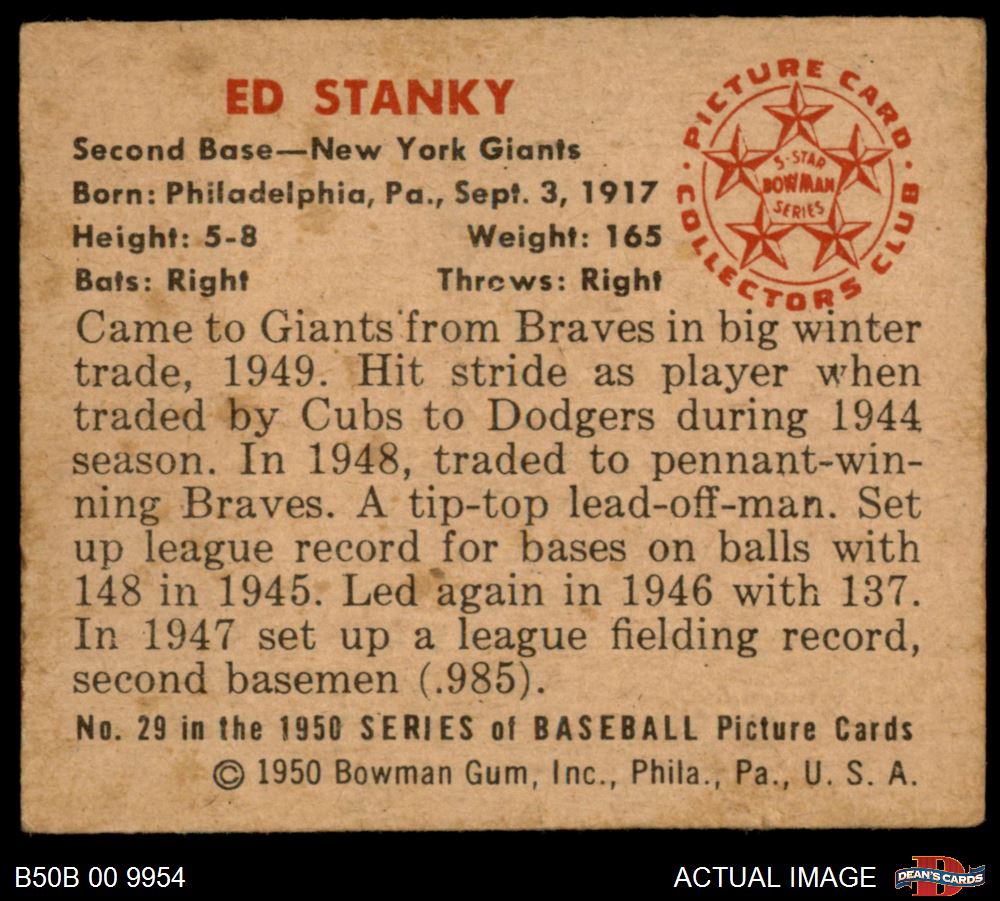 ED STANKY
Second Base—New York Giants
Born: Philadelphia, Pa., Sept. 3, 1917
Height: 5-8 Weight: 165
Bats: Right Throws: Right
PICTURE CARD
COLLECTORS CLUB
5-STAR
BOWMAN
SERIES
Came to Giants from Braves in big winter
trade, 1949. Hit stride as player when
traded by Cubs to Dodgers during 1944
season. In 1948, traded to pennant-win-
ning Braves. A tip-top lead-off-man. Set
up league record for bases on balls with
148 in 1945. Led again in 1946 with 137.
In 1947 set up a league fielding record,
second basemen (.985).
No. 29 in the 1950 SERIES of BASEBALL Picture Cards
© 1950 Bowman Gum, Inc., Phila., Pa., U. S. A.
B50B 00 9954
ACTUAL IMAGE
D
DEAN'S CARDS